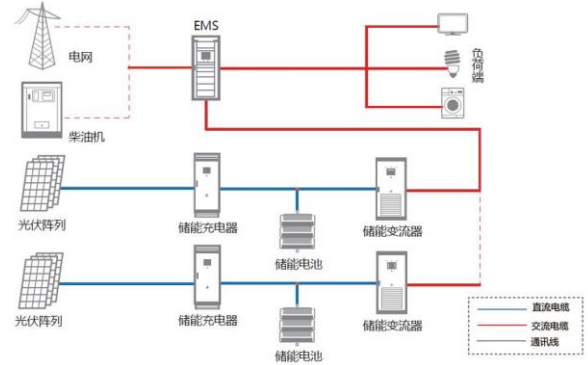 EMS
电网
负荷端
柴油机
光伏阵列
储能充电器
储能电池
储能变流器
光伏阵列
储能充电器
储能电池
储能变流器
直流电缆
交流电缆
通讯线